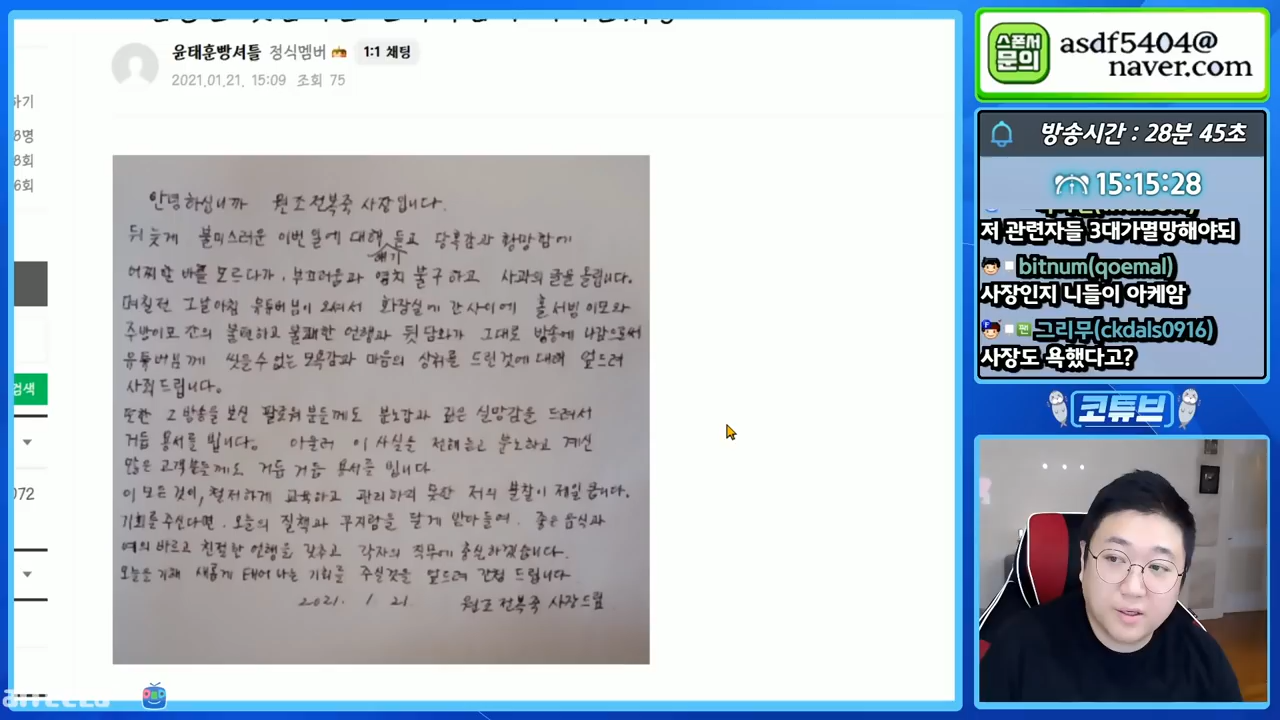 윤태훈빵셔틀 정식멤버 1:1 채팅
2021.01.21. 15:09 조회 75
하기
8명
8회
6회
검색
072
안녕하십니까 원조전복죽 사장입니다.
뒤늦게 불미스러운 이번 일에 대해 듣고 당혹감과 황망함에
얘기
어찌할 바를 모르다가, 부끄러움과 염치 불구하고 사과의 글을 올립니다.
며칠전 그날아침 유튜버님이 오셔서 화장실에 간 사이에 홀 서빙 이모와
주방이모 간의 불편하고 불쾌한 언행과 뒷담화가 그대로 방송에 나감으로써
유튜버님께 씻을 수 없는 모욕감과 마음의 상처를 드린것에 대해 엎드려
사죄드립니다.
또한 그 방송을 보신 팔로워 분들께도 분노감과 깊은 실망감을 드려서
거듭 용서를 빕니다. 아울러 이 사실을 전해듣고 분노하고 계신
많은 고객분들께도 거듭 거듭 용서를 빕니다
이 모든 것이, 철저하게 교육하고 관리하지 못한 저의 불찰이 제일 큽니다.
기회를 주신다면, 오늘의 질책과 꾸지람을 달게 받아들여, 좋은 음식과
예의 바르고 친절한 언행을 갖추고 각자의 직무에 충실하겠습니다.
오늘을 기해 새롭게 태어나는 기회를 주실것을 엎드려 간청 드립니다
2021. 1. 21 원조전복죽 사장드림
스폰서
문의
asdf5404@
naver.com
방송시간 : 28분 45초
15:15:28
저 관련자들 3대가멸망해야되
bitnum(qoemal)
사장인지 니들이 아케암
팬 그리무(ckdals0916)
사장도 욕했다고?
코튜브